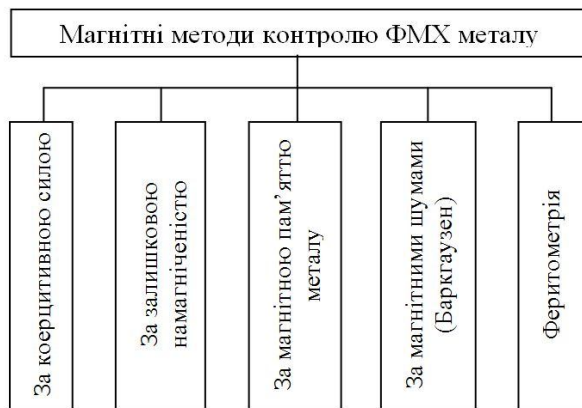 Магнітні методи контролю ФМХ металу
За коерцитивною силою
За залишковою
намагніченістю
За магнітною пам’яттю
металу
За магнітними шумами
(Баркгаузен)
Феритометрія